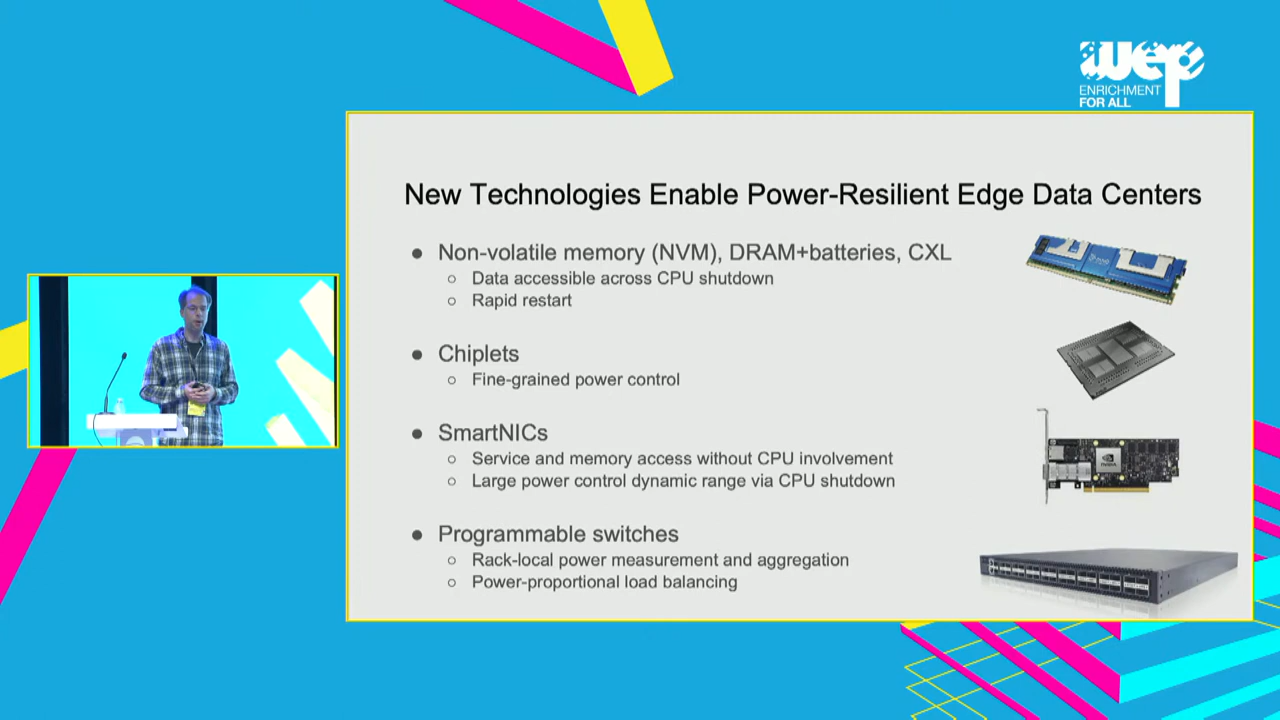 wep
ENRICHMENT
FOR ALL
New Technologies Enable Power-Resilient Edge Data Centers
● Non-volatile memory (NVM), DRAM+batteries, CXL
○ Data accessible across CPU shutdown
○ Rapid restart
● Chiplets
○ Fine-grained power control
● SmartNICs
○ Service and memory access without CPU involvement
○ Large power control dynamic range via CPU shutdown
● Programmable switches
○ Rack-local power measurement and aggregation
○ Power-proportional load balancing